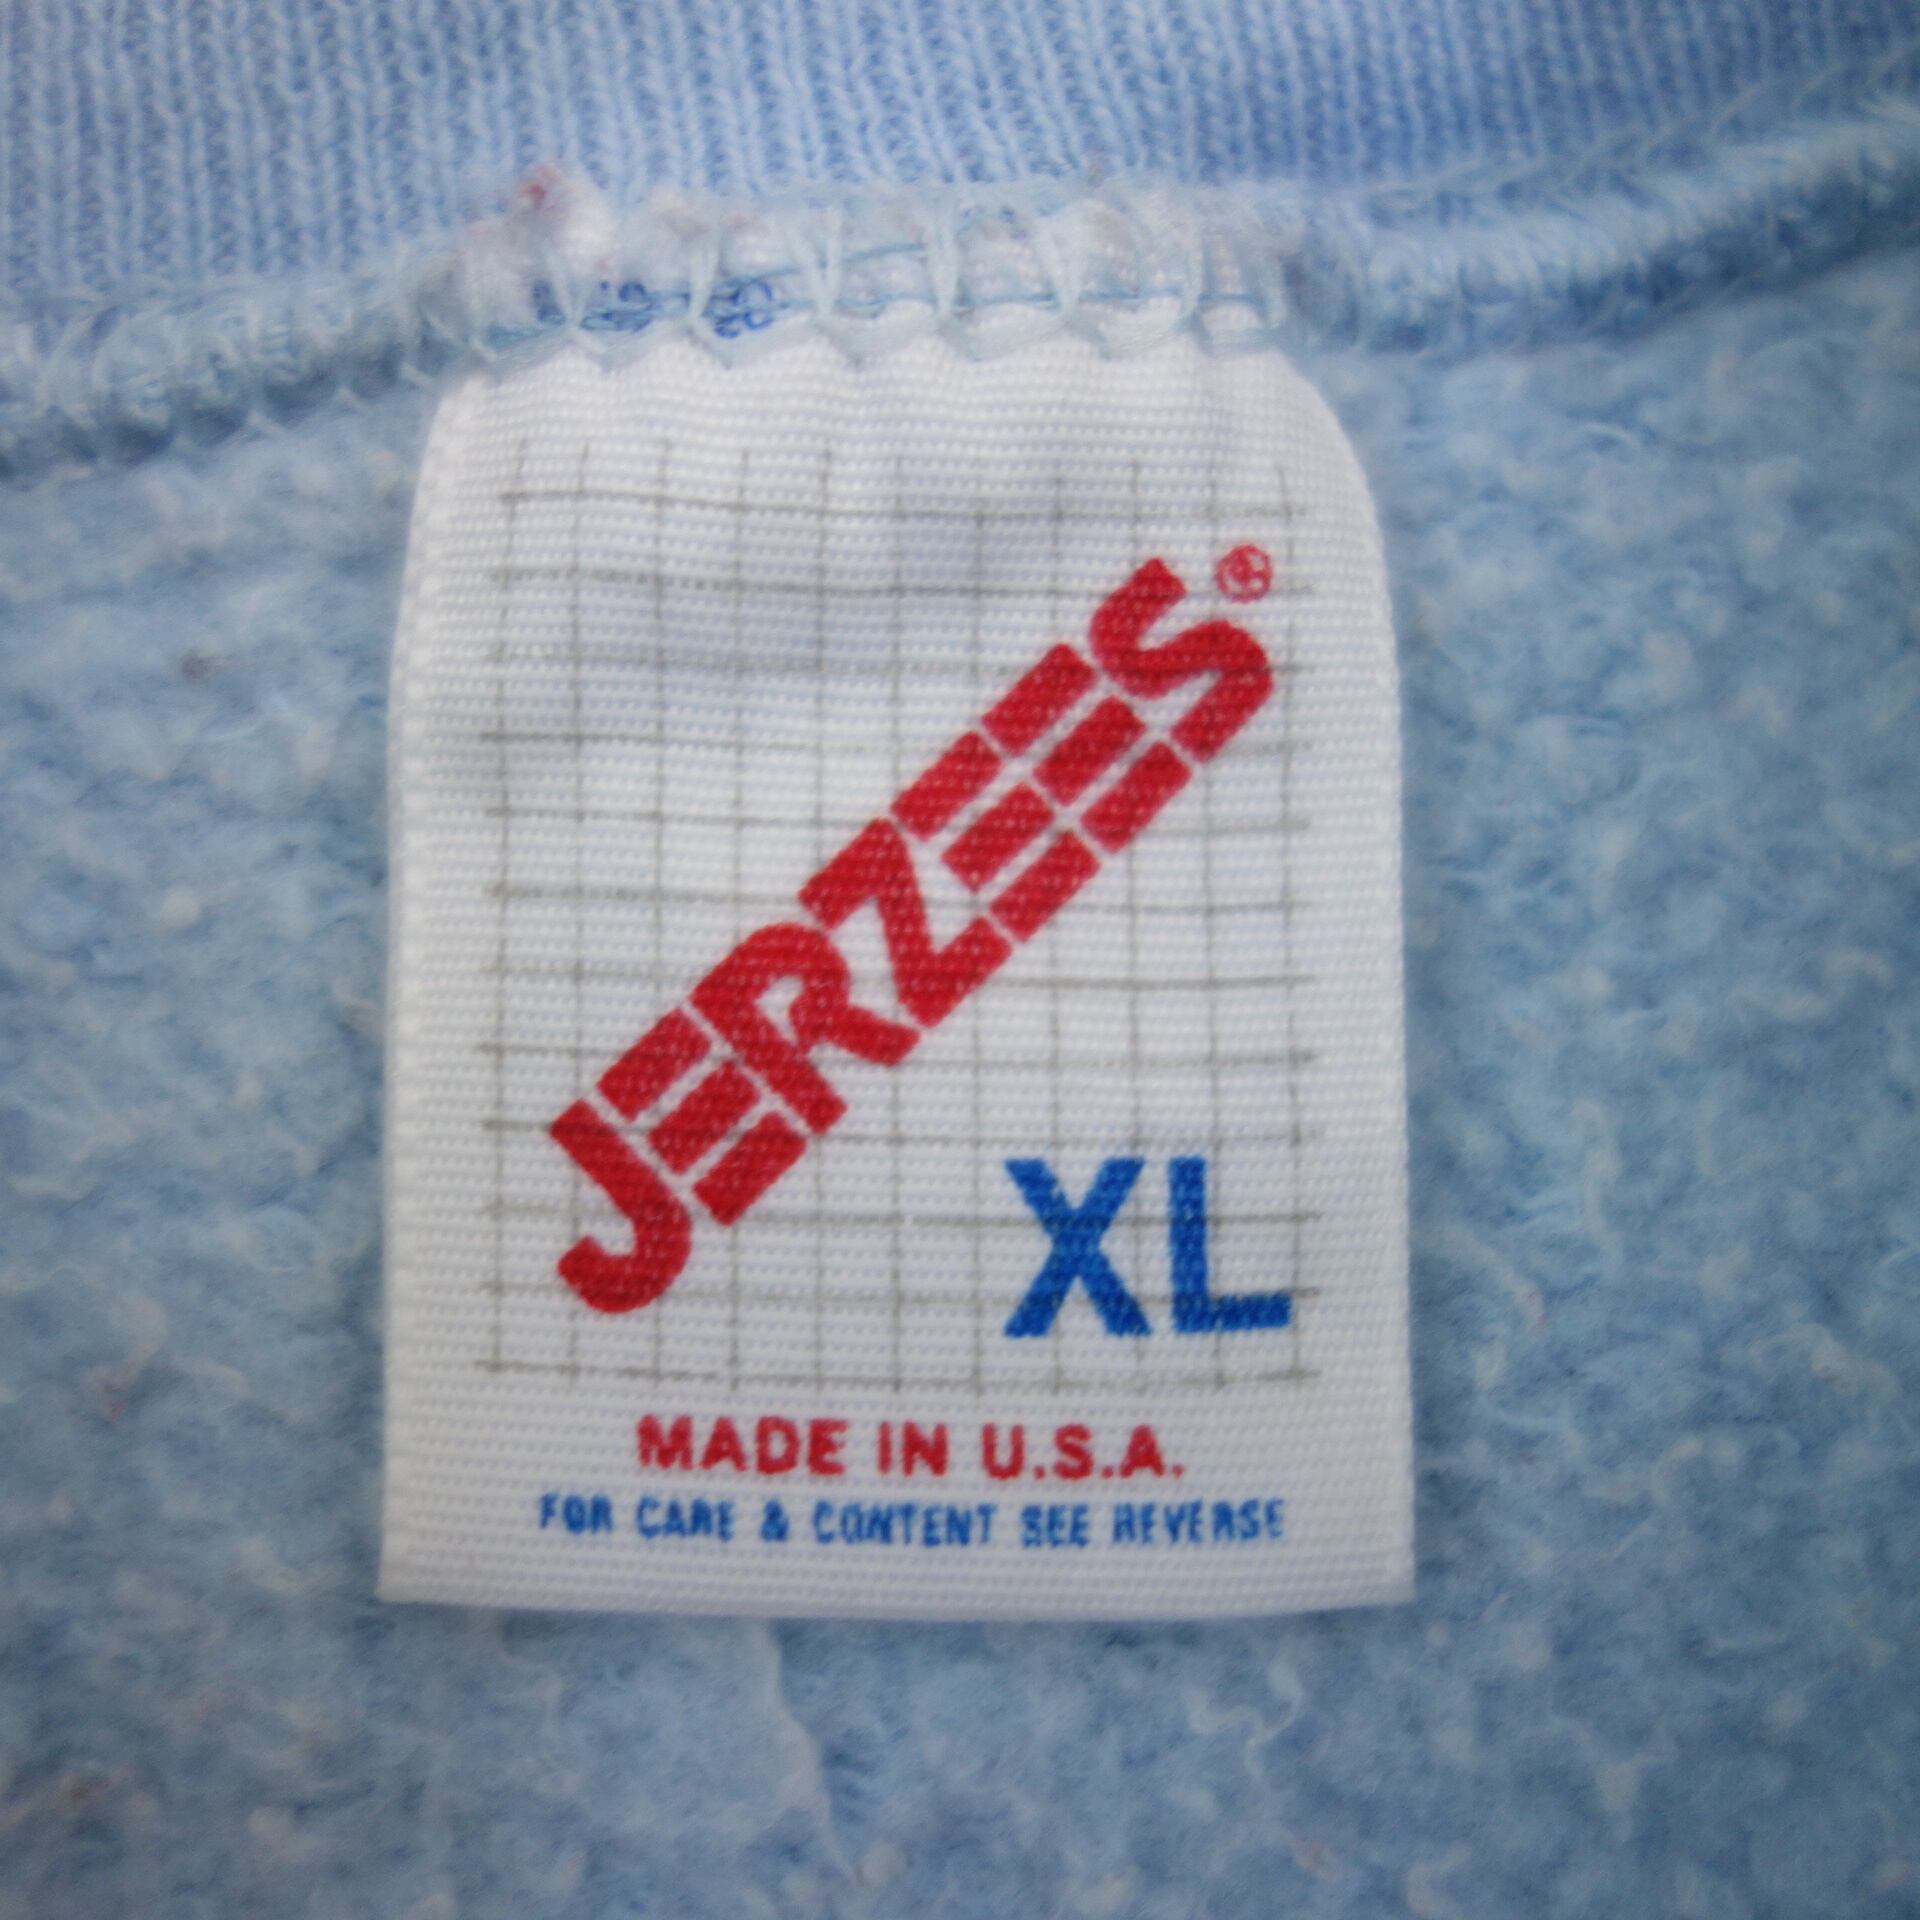 JERZEES®
XL
MADE IN U.S.A.
FOR CARE & CONTENT SEE REVERSE